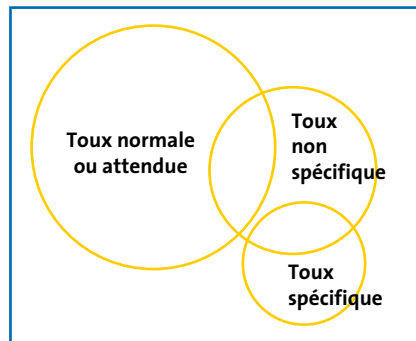 Toux normale
ou attendue
Toux
non
spécifique
Toux
spécifique